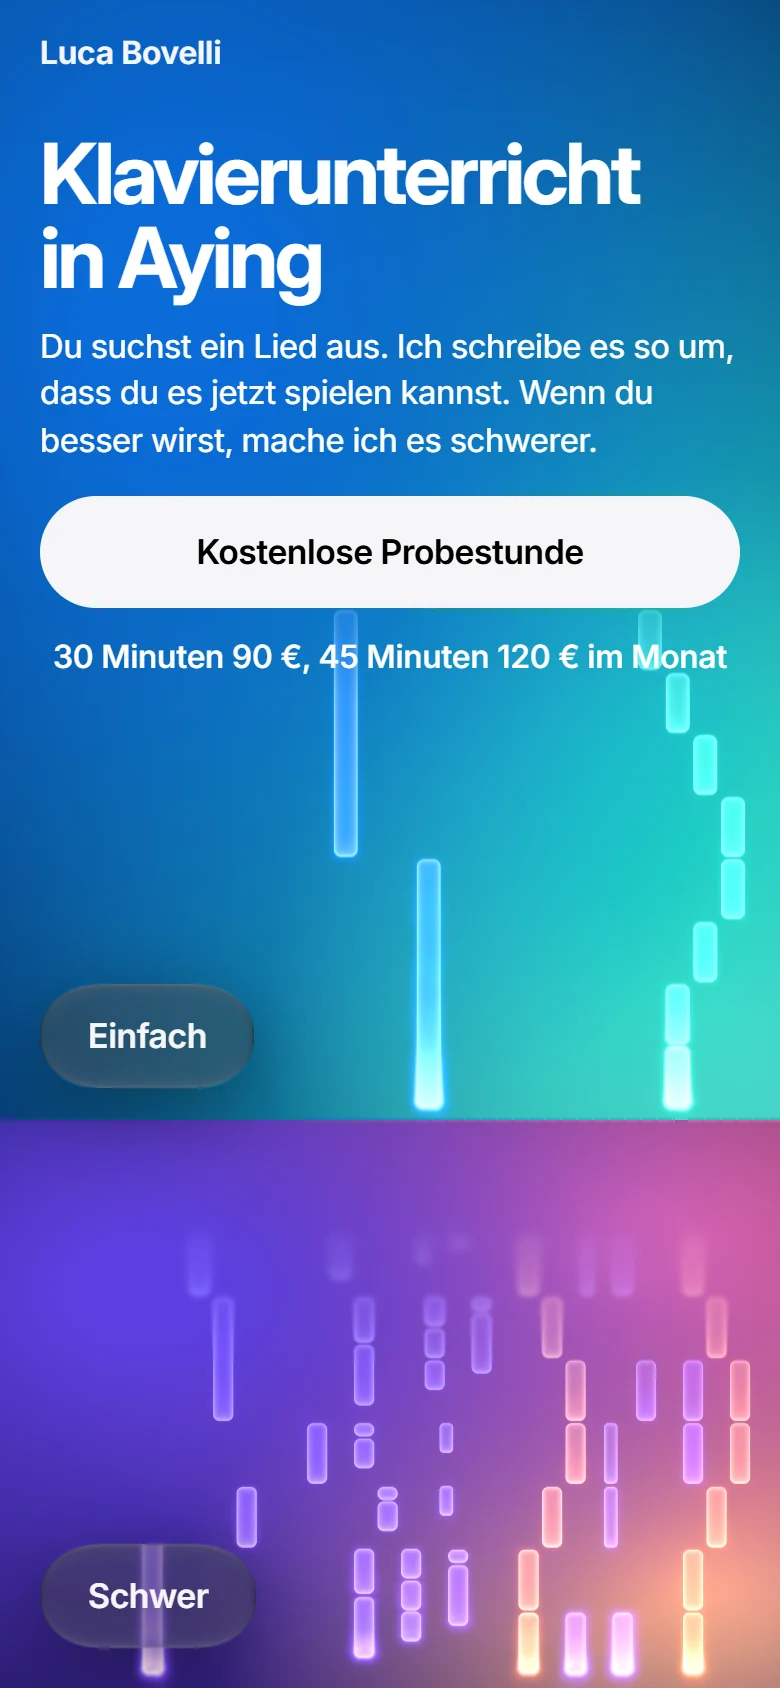 Luca Bovelli
Klavierunterricht
in Aying
Du suchst ein Lied aus. Ich schreibe es so um,
dass du es jetzt spielen kannst. Wenn du
besser wirst, mache ich es schwerer.
Kostenlose Probestunde
30 Minuten 90 €, 45 Minuten 120 € im Monat
Einfach
Schwer